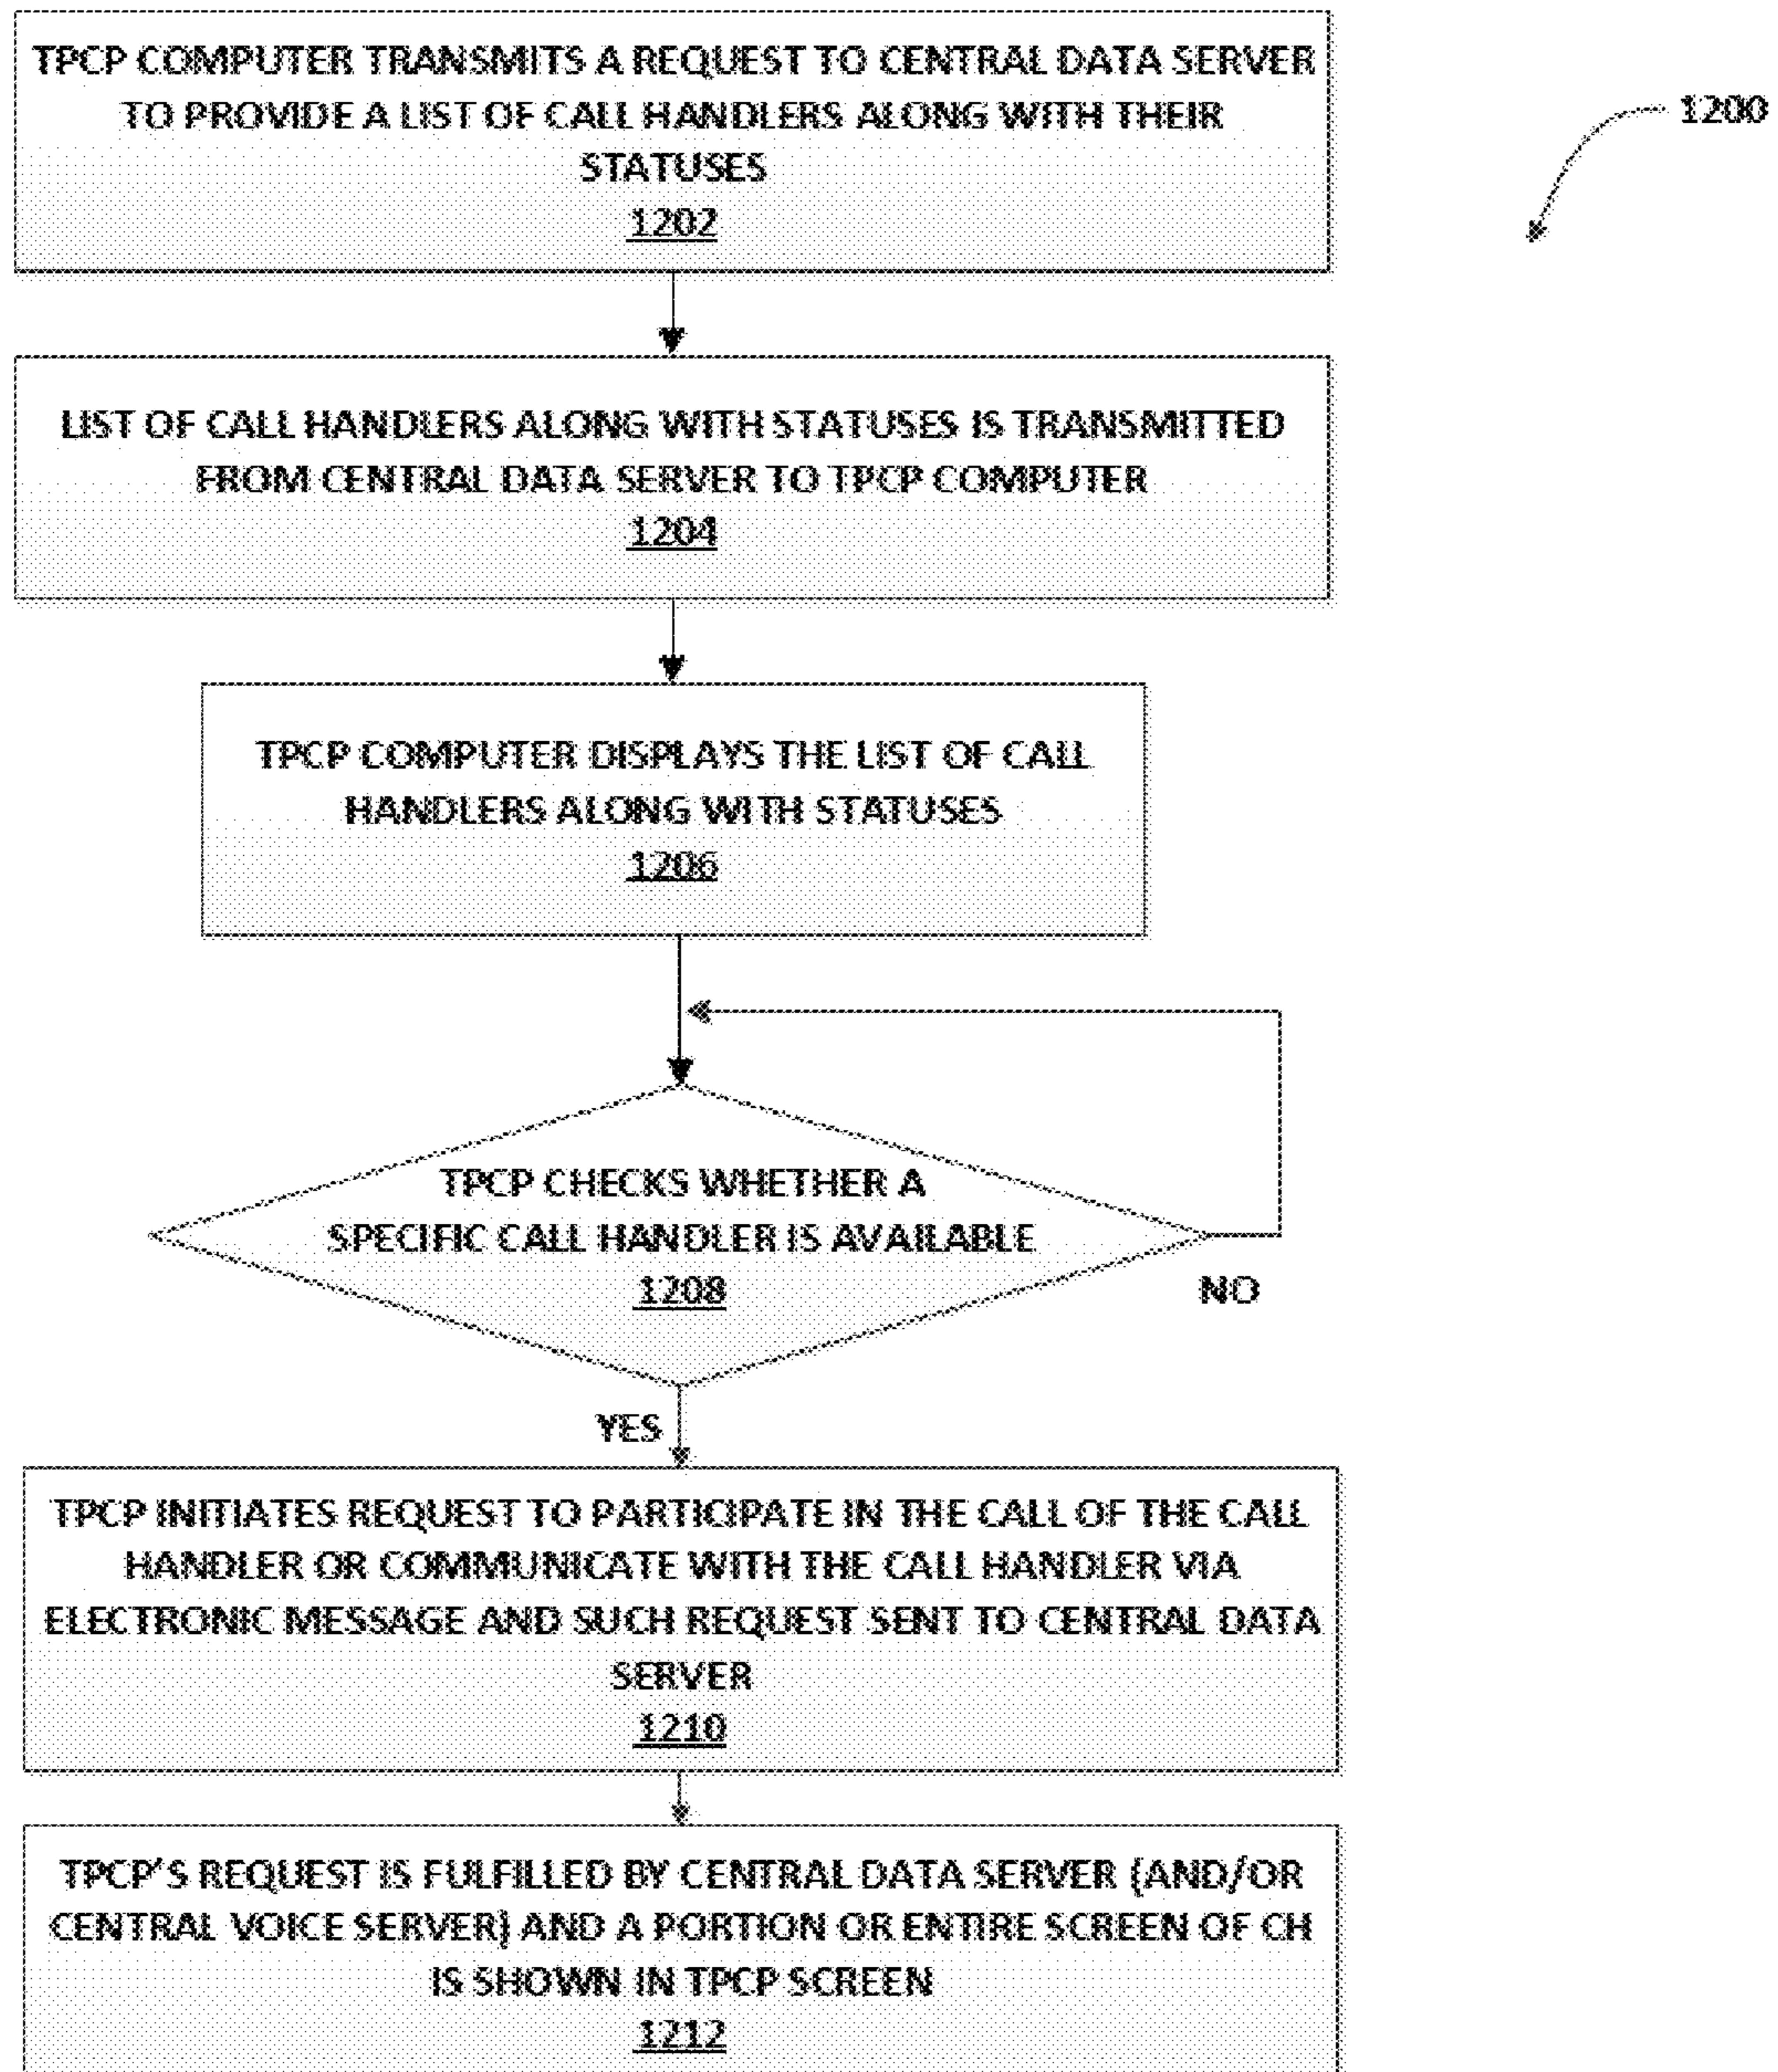 TPCP COMPUTER TRANSMITS A REQUEST TO CENTRAL DATA SERVER
TO PROVIDE A LIST OF CALL HANDLERS ALONG WITH THEIR
STATUSES
1202
1200
LIST OF CALL HANDLERS ALONG WITH STATUSES IS TRANSMITTED
FROM CENTRAL DATA SERVER TO TPCP COMPUTER
1204
TPCP COMPUTER DISPLAYS THE LIST OF CALL
HANDLERS ALONG WITH STATUSES
1206
TPCP CHECKS WHETHER A
SPECIFIC CALL HANDLER IS AVAILABLE
1208
NO
YES
TPCP INITIATES REQUEST TO PARTICIPATE IN THE CALL OF THE CALL
HANDLER OR COMMUNICATE WITH THE CALL HANDLER VIA
ELECTRONIC MESSAGE AND SUCH REQUEST SENT TO CENTRAL DATA
SERVER
1210
TPCP'S REQUEST IS FULFILLED BY CENTRAL DATA SERVER (AND/OR
CENTRAL VOICE SERVER) AND A PORTION OR ENTIRE SCREEN OF CH
IS SHOWN IN TPCP SCREEN
1212